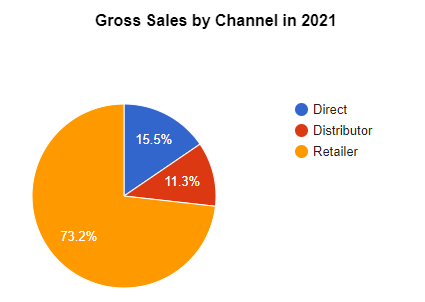 Gross Sales by Channel in 2021
15.5%
11.3%
73.2%
Direct
Distributor
Retailer